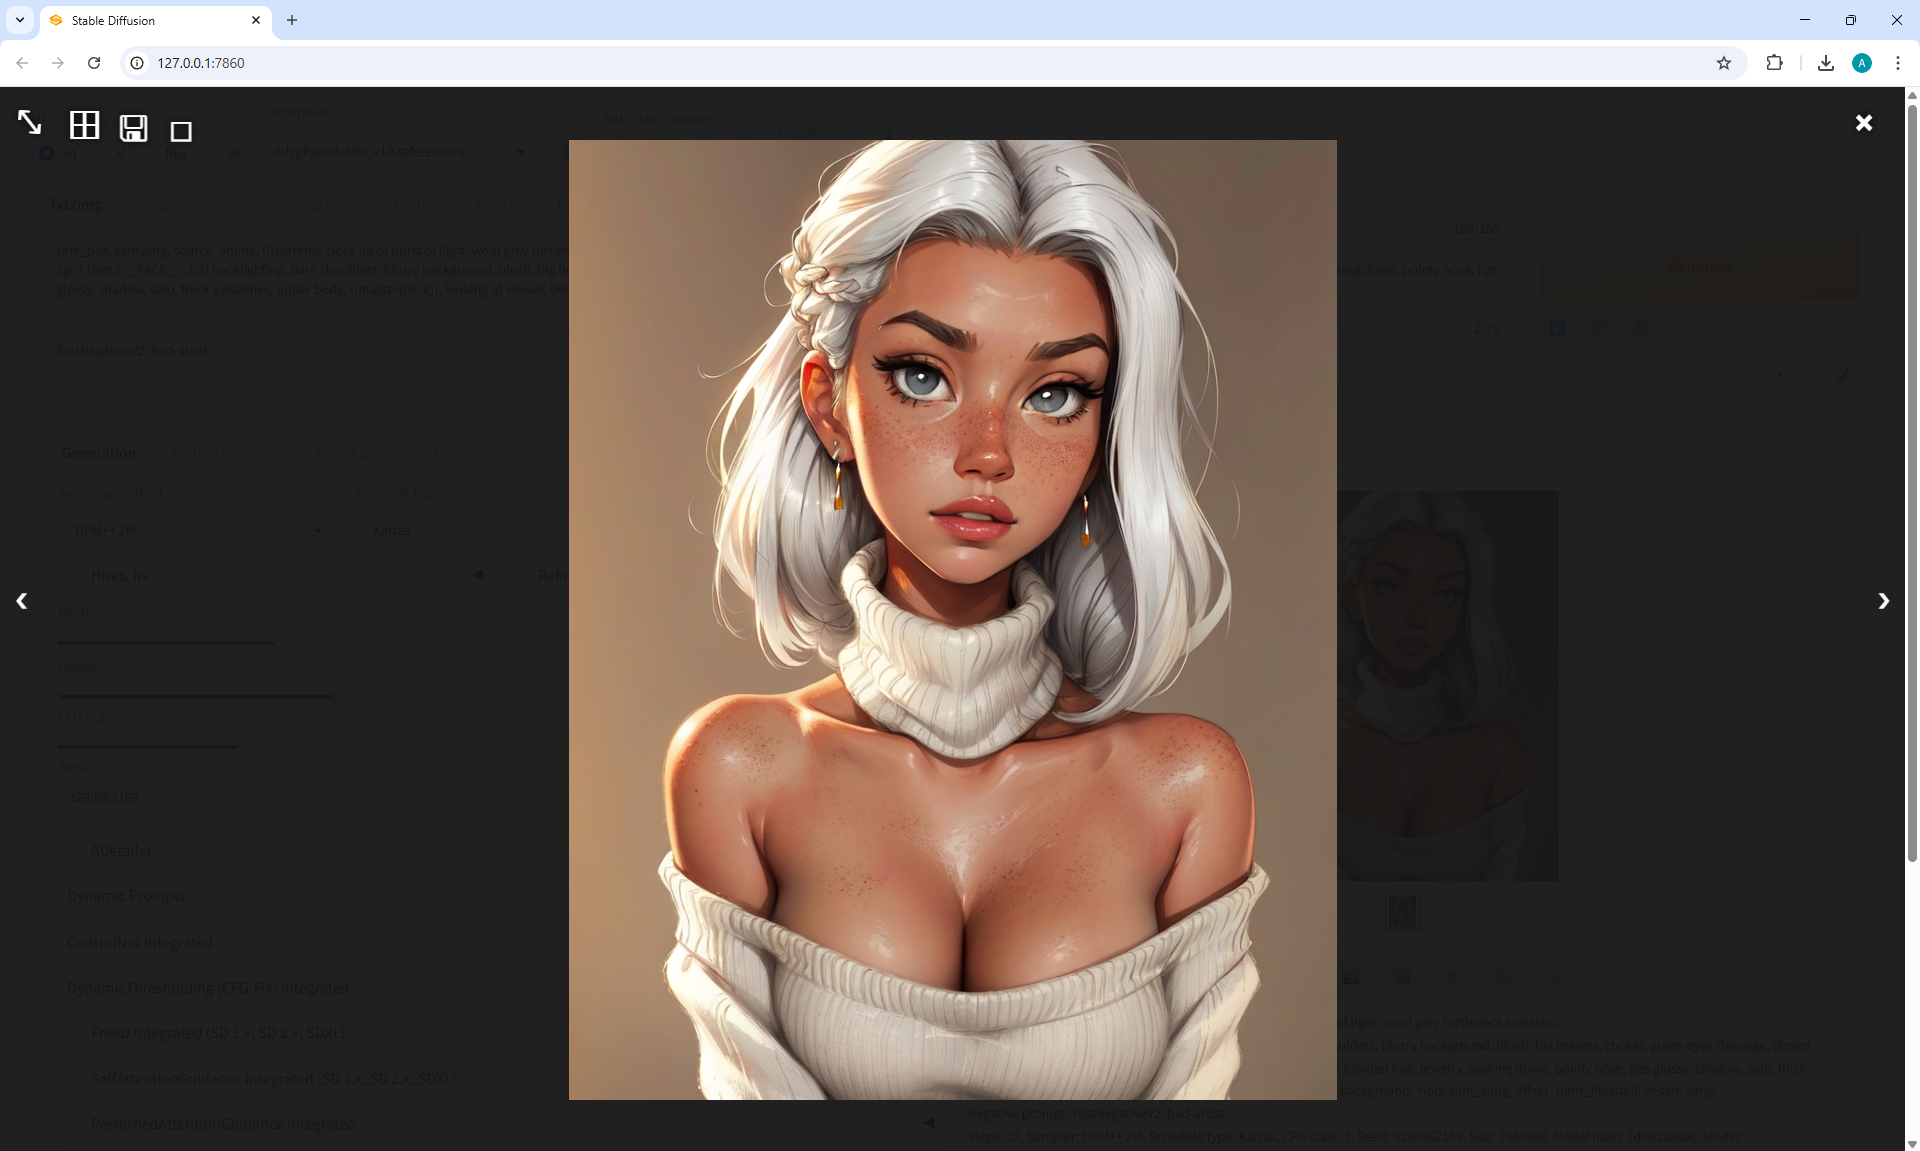 Stable Diffusion
127.0.0.1:7860
Checkpoint
VAE / Text Encoder
Clip skip
2
sd
xl
flux
all
mfcgPseudoMix_v10.safetensors
Txt2img
Img2img
Spaces
Extras
PNG Info
Checkpoint M
108/150
safe_pos, samyang, source_anime, (((extreme close up of burst of light, wool grey turtlen
1girl 18yo,( __FACE__ :1.2) backlighting, bare shoulders, blurry background, blush, big b
king down, pointy nose, lips
glossy, shadow, solo, thick eyelashes, upper body, ((masterpiece)), looking at viewer, be
Generate
2/75
FastNegativeV2, bad-artist
Generation
Textual Inversion
Checkpoints
Lora
Sampling method
Schedule type
DPM++ 2M
Karras
Hires. fix
Refin
Width
Height
CFG Scale
Seed
3290962169
ADetailer
Dynamic Prompts
ControlNet Integrated
DynamicThresholding (CFG-Fix) Integrated
FreeU Integrated (SD 1.x, SD 2.x, SDXL)
SelfAttentionGuidance Integrated (SD 1.x, SD 2.x, SDXL)
PerturbedAttentionGuidance Integrated
of light, wool grey turtleneck sweater)))
ulders, blurry background, blush, big breasts, choker, green eyes cleavage, closed
braided hair, jewelry, looking down, pointy nose, lips glossy, shadow, solo, thick
background, <lora:sam_yang_offset_right_filesize:0.8>sam yang,
Negative prompt: FastNegativeV2, bad-artist
Steps: 25, Sampler: DPM++ 2M, Schedule type: Karras, CFG scale: 7, Seed: 3290962169, Size: 768x960, Model hash: 7d9e33a8bc, Model: